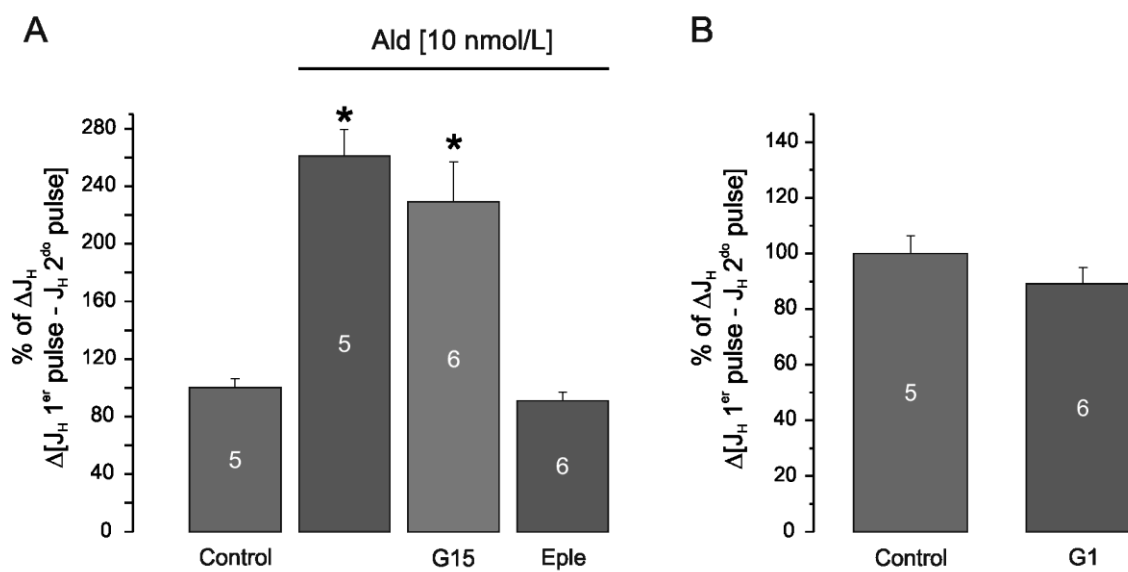 A
Ald [10 nmol/L]
% of ΔJH
Δ[JH 1er pulse - JH 2do pulse]
280
240
200
160
120
80
40
0
*
*
5
5
6
6
Control
G15
Eple
B
% of ΔJH
Δ[JH 1er pulse - JH 2do pulse]
140
120
100
80
60
40
20
0
5
6
Control
G1